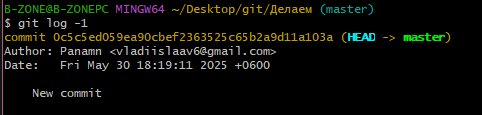 B-ZONE@B-ZONEPC MINGW64 ~/Desktop/git/Делаем (master)
$ git log -1
commit 0c5c5ed059ea90cbef2363525c65b2a9d11a103a (HEAD -> master)
Author: Panamn <vladiislaav6@gmail.com>
Date:   Fri May 30 18:19:11 2025 +0600
    New commit